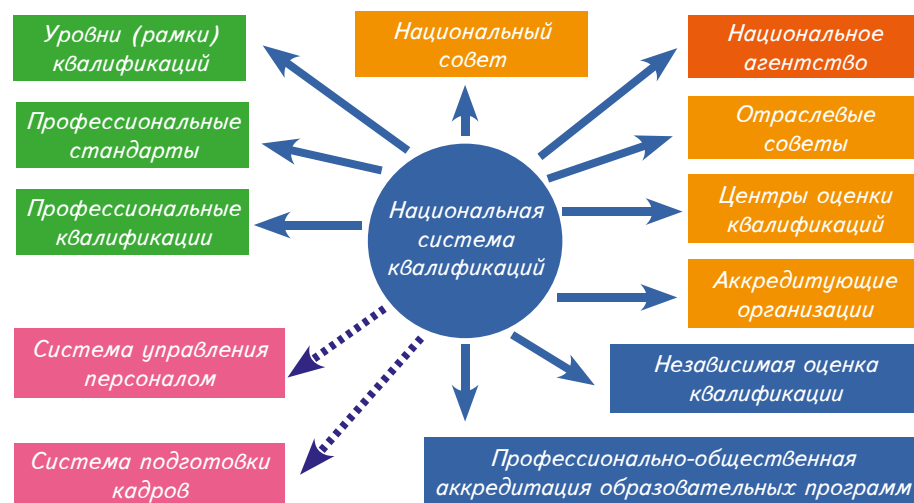 Уровни (рамки)
квалификаций
Национальный
совет
Национальное
агентство
Профессиональные
стандарты
Отраслевые
советы
Профессиональные
квалификации
Национальная
система
квалификаций
Центры оценки
квалификаций
Аккредитующие
организации
Система управления
персоналом
Независимая оценка
квалификации
Система подготовки
кадров
Профессионально-общественная
аккредитация образовательных программ